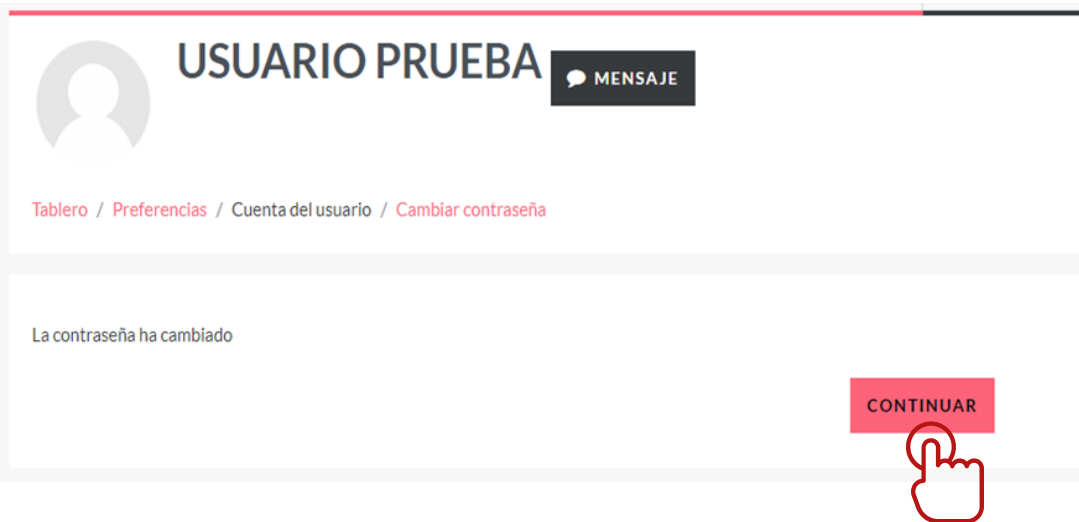 USUARIO PRUEBA
MENSAJE
Tablero / Preferencias / Cuenta del usuario / Cambiar contraseña
La contraseña ha cambiado
CONTINUAR